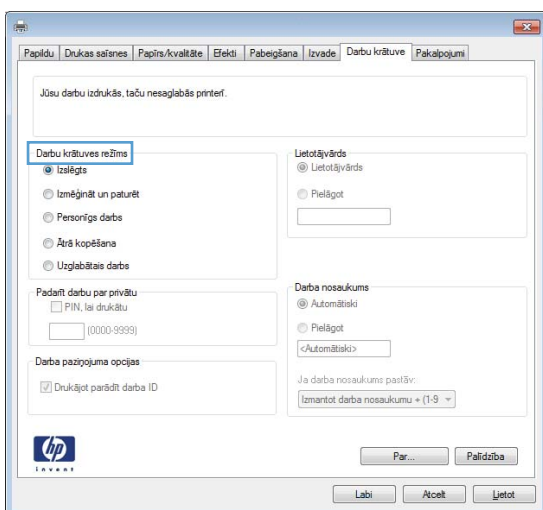 Papildu Drukas saīsnes Papīrs/kvalitāte Efekti Pabeigšana Izvade Darbu krātuve Pakalpojumi
Jūsu darbu izdrukās, taču nesaglabās printerī.
Darbu krātuves režīms
Izslēgts
Izmēģināt un paturēt
Personīgs darbs
Ātrā kopēšana
Uzglabātais darbs
Lietotājvārds
Lietotājvārds
Pielāgot
Padarīt darbu par privātu
PIN, lai drukātu
(0000-9999)
Darba paziņojuma opcijas
Drukājot parādīt darba ID
Darba nosaukums
Automātiski
Pielāgot
<Automātiski>
Ja darba nosaukums pastāv:
Izmantot darba nosaukumu + (1-9
hp
invent
Par... Palīdzība
Labi Atcelt Lietot